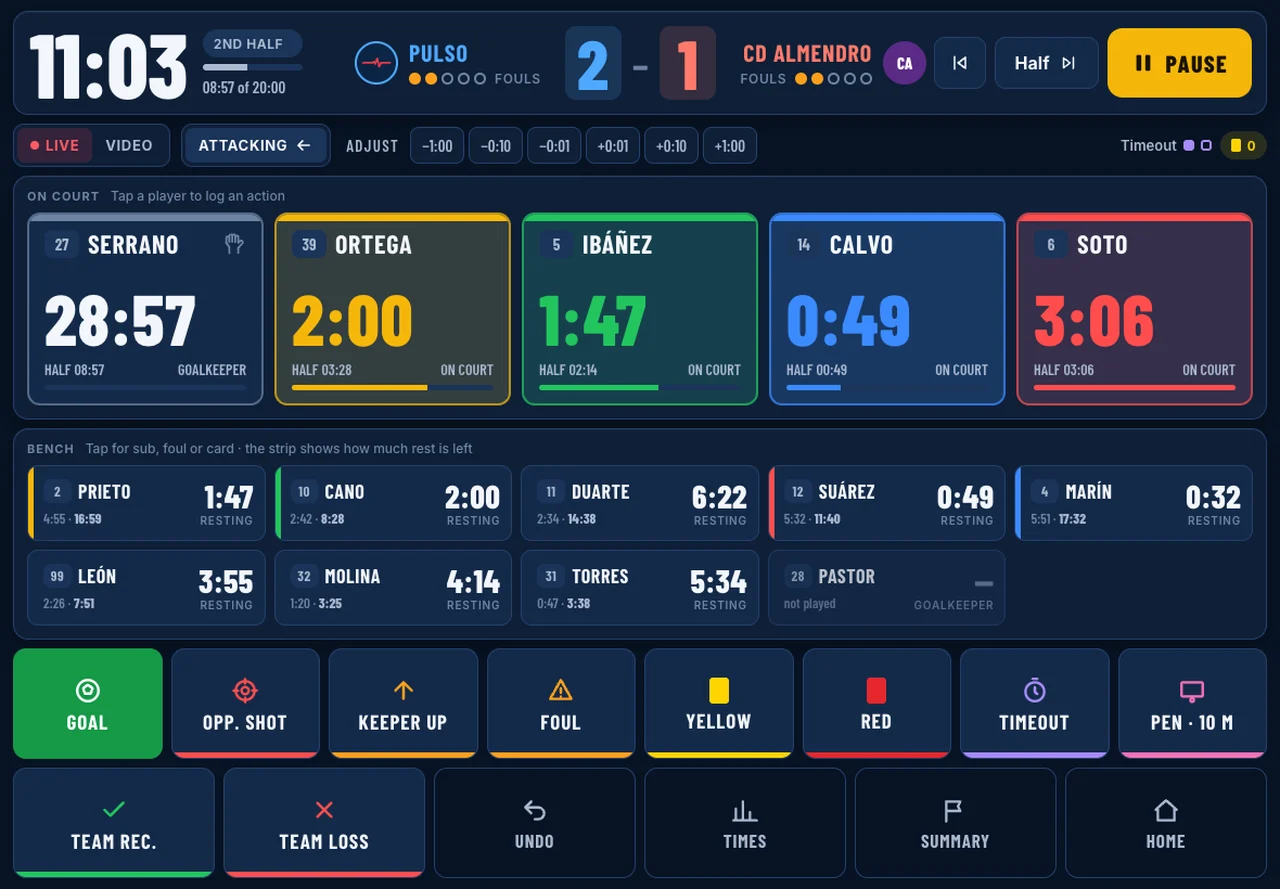 11:03
2ND HALF
08:57 of 20:00
PULSO
FOULS
2 – 1
CD ALMENDRO
FOULS
CA
Half
PAUSE
LIVE VIDEO
ATTACKING ←
ADJUST −1:00 −0:10 −0:01 +0:01 +0:10 +1:00
Timeout 0
ON COURT Tap a player to log an action
27 SERRANO
28:57
HALF 08:57 GOALKEEPER
39 ORTEGA
2:00
HALF 03:28 ON COURT
5 IBÁÑEZ
1:47
HALF 02:14 ON COURT
14 CALVO
0:49
HALF 00:49 ON COURT
6 SOTO
3:06
HALF 03:06 ON COURT
BENCH Tap for sub, foul or card · the strip shows how much rest is left
2 PRIETO 1:47
4:55 · 16:59 RESTING
10 CANO 2:00
2:42 · 8:28 RESTING
11 DUARTE 6:22
2:34 · 14:38 RESTING
12 SUÁREZ 0:49
5:32 · 11:40 RESTING
4 MARÍN 0:32
5:51 · 17:32 RESTING
99 LEÓN 3:55
2:26 · 7:51 RESTING
32 MOLINA 4:14
1:20 · 3:25 RESTING
31 TORRES 5:34
0:47 · 3:38 RESTING
28 PASTOR –
not played GOALKEEPER
GOAL
OPP. SHOT
KEEPER UP
FOUL
YELLOW
RED
TIMEOUT
PEN · 10 M
TEAM REC.
TEAM LOSS
UNDO
TIMES
SUMMARY
HOME